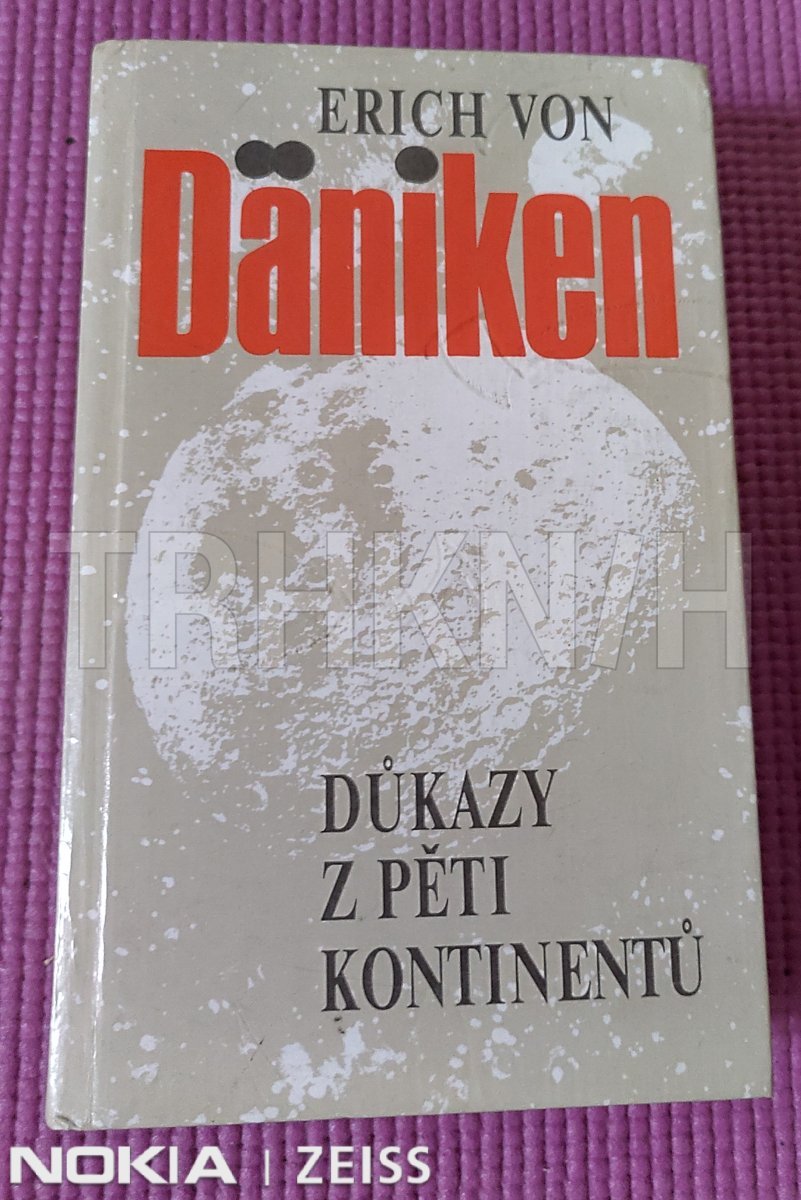 ERICH VON
Däniken
TRHKNIH
DŮKAZY
Z PĚTI
KONTINENTŮ
NOKIA | ZEISS